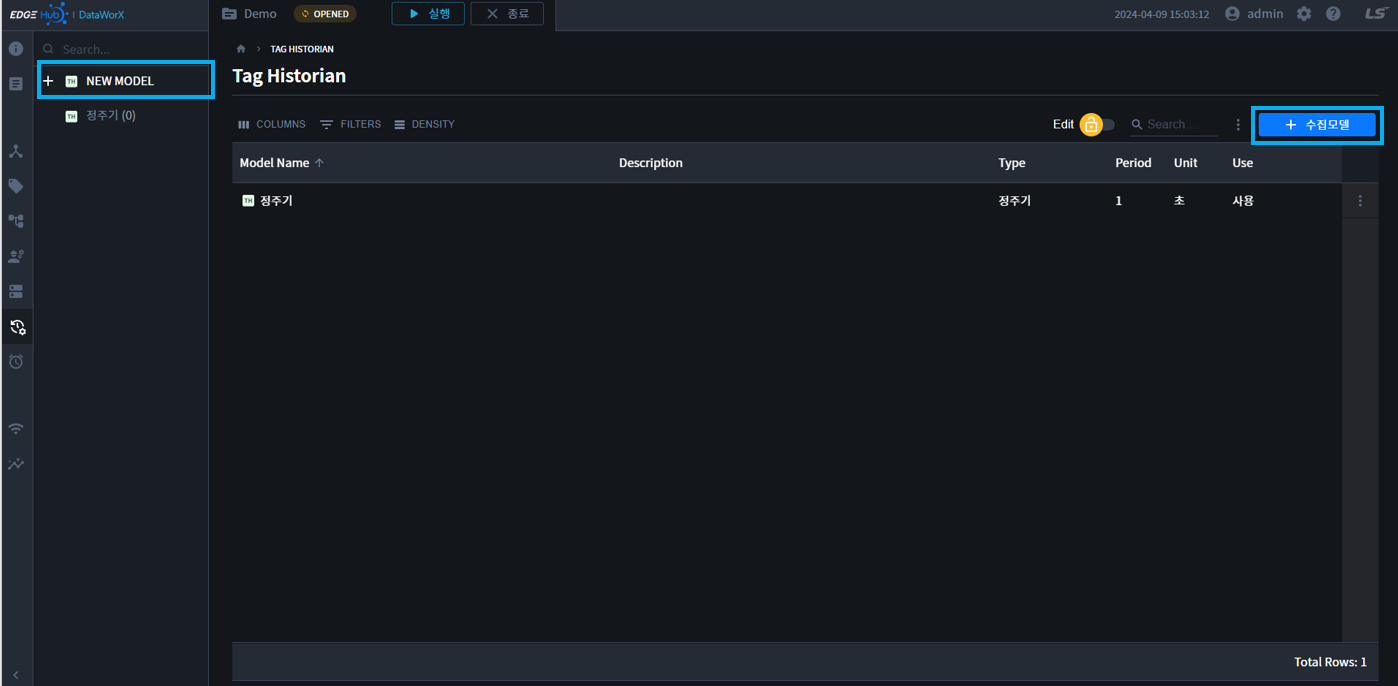 EDGE Hub | DataWorX
Demo
OPENED
실행
종료
2024-04-09 15:03:12
admin
LS
Search...
NEW MODEL
TH 정주기 (0)
TAG HISTORIAN
Tag Historian
COLUMNS FILTERS DENSITY
Edit
Search...
+ 수집모델
Model Name Description Type Period Unit Use
TH 정주기 정주기 1 초 사용
Total Rows: 1